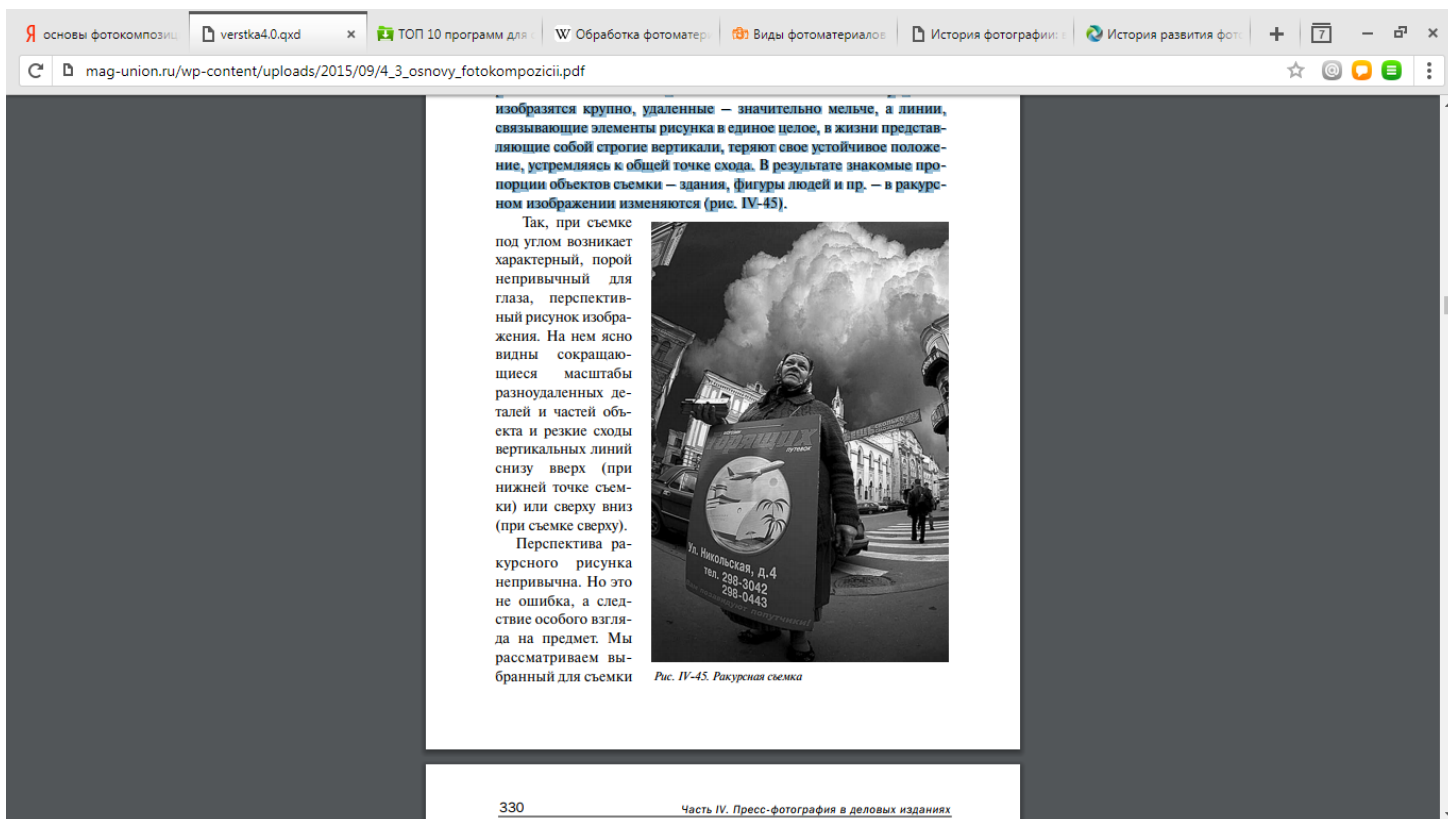 основы фотокомпозиц
verstka4.0.qxd
ТОП 10 программ для
Обработка фотоматер
Виды фотоматериалов
История фотографии:
История развития фот
7
mag-union.ru/wp-content/uploads/2015/09/4_3_osnovy_fotokompozicii.pdf
изобразятся крупно, удаленные – значительно мельче, а линии,
связывающие элементы рисунка в единое целое, в жизни представ-
ляющие собой строгие вертикали, теряют свое устойчивое положе-
ние, устремляясь к общей точке схода. В результате знакомые про-
порции объектов съемки – здания, фигуры людей и пр. – в ракурс-
ном изображении изменяются (рис. IV-45).
Так, при съемке
под углом возникает
характерный, порой
непривычный для
глаза, перспектив-
ный рисунок изобра-
жения. На нем ясно
видны сокращаю-
щиеся масштабы
разноудаленных де-
талей и частей объ-
екта и резкие сходы
вертикальных линий
снизу вверх (при
нижней точке съем-
ки) или сверху вниз
(при съемке сверху).
Перспектива ра-
курсного рисунка
непривычна. Но это
не ошибка, а след-
ствие особого взгля-
да на предмет. Мы
рассматриваем вы-
бранный для съемки
горящих
путевок
Ул. Никольская, д.4
тел. 298-3042
298-0443
попутчики!
Рис. IV-45. Ракурсная съемка
330
Часть IV. Пресс-фотография в деловых изданиях